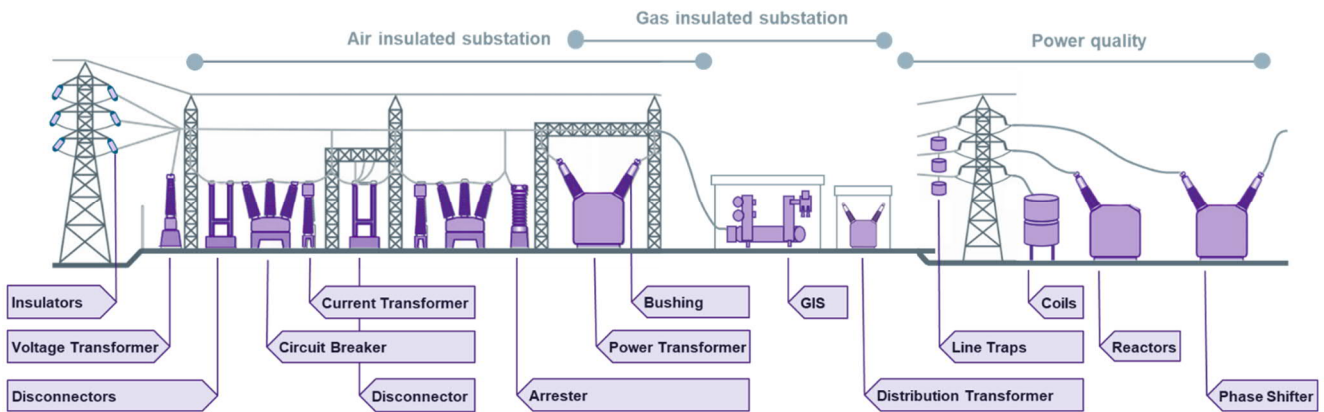 Gas insulated substation
Air insulated substation
Power quality
Insulators
Current Transformer
Bushing
GIS
Coils
Voltage Transformer
Circuit Breaker
Power Transformer
Line Traps
Reactors
Disconnectors
Disconnector
Arrester
Distribution Transformer
Phase Shifter